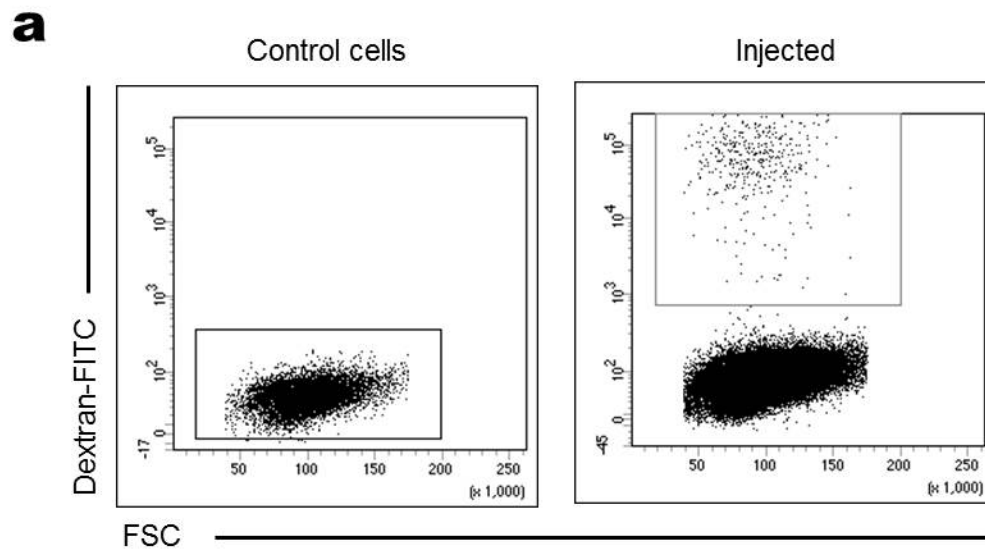 a
Control cells
Injected
Dextran-FITC
10^5
10^4
10^3
10^2
0
-17
50 100 150 200 250
(x 1,000)
10^5
10^4
10^3
10^2
0
-45
50 100 150 200 250
(x 1,000)
FSC